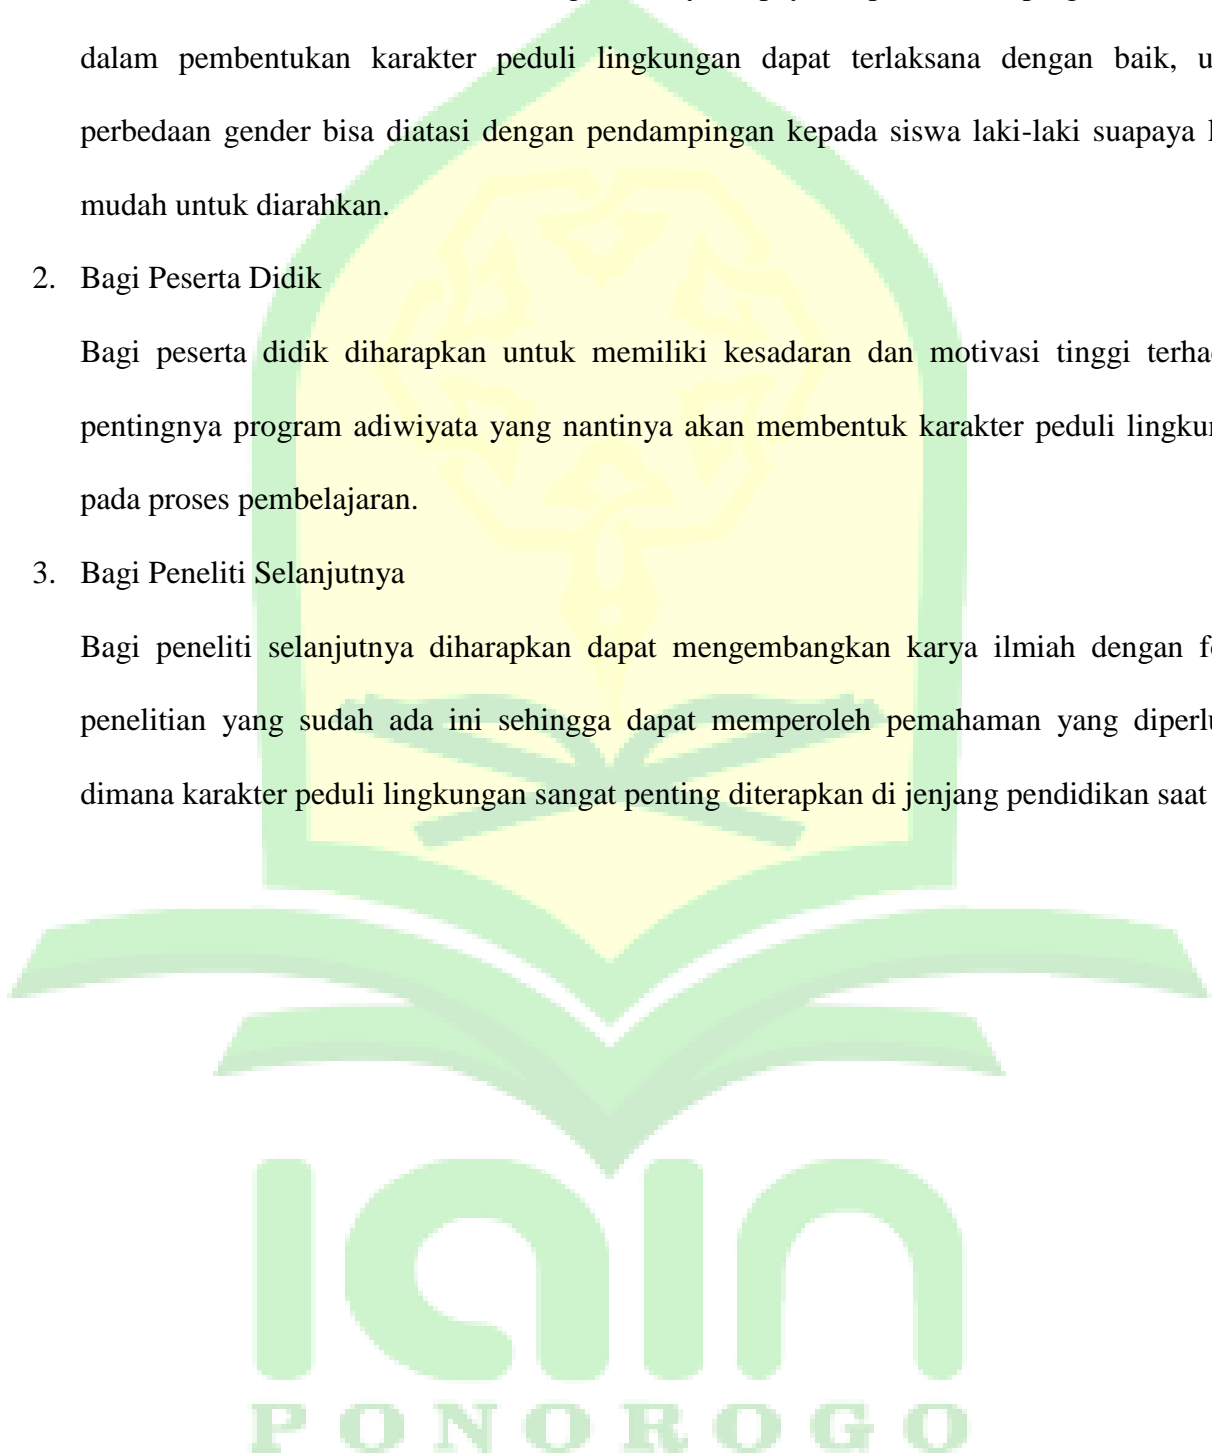 dalam pembentukan karakter peduli lingkungan dapat terlaksana dengan baik,
perbedaan gender bisa diatasi dengan pendampingan kepada siswa laki-laki suapaya
mudah untuk diarahkan.
2. Bagi Peserta Didik
Bagi peserta didik diharapkan untuk memiliki kesadaran dan motivasi tinggi
pentingnya program adiwiyata yang nantinya akan membentuk karakter peduli
pada proses pembelajaran.
3. Bagi Peneliti Selanjutnya
Bagi peneliti selanjutnya diharapkan dapat mengembangkan karya ilmiah dengan
penelitian yang sudah ada ini sehingga dapat memperoleh pemahaman yang
dimana karakter peduli lingkungan sangat penting diterapkan di jenjang pendidikan saat
iain
PONOROGO